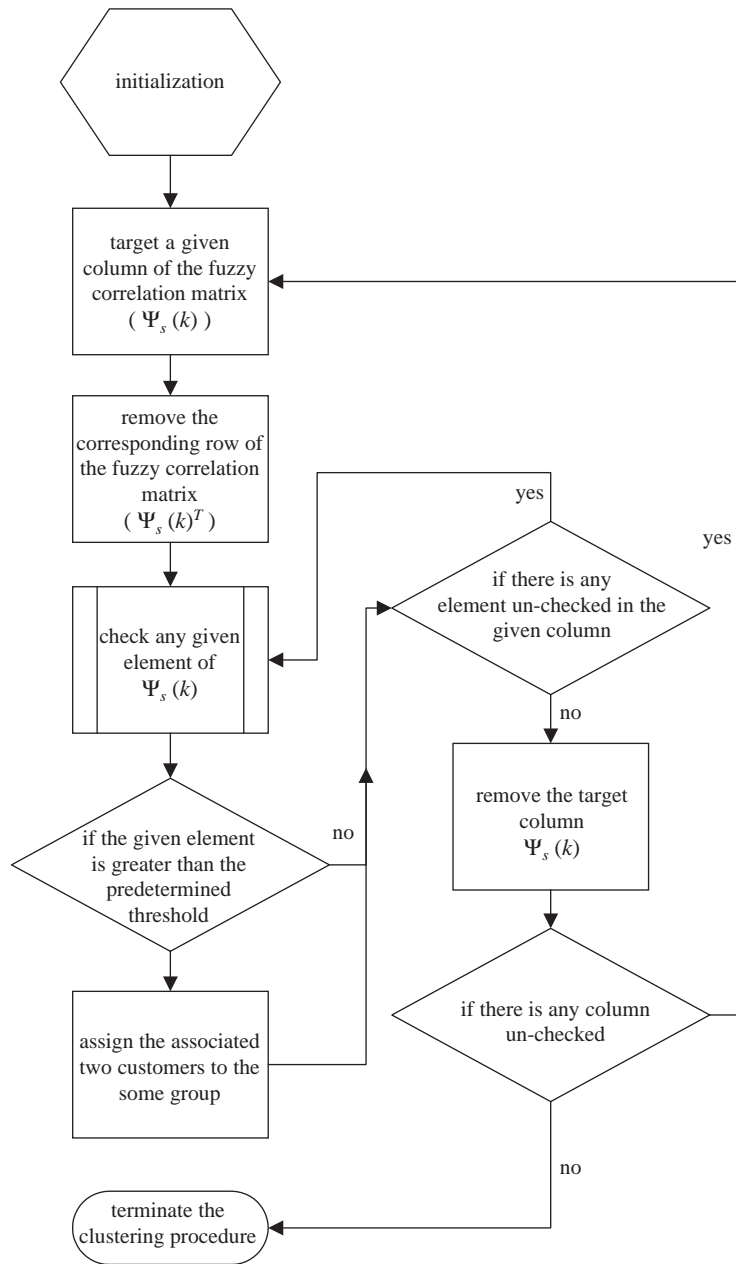 initialization
target a given
column of the fuzzy
correlation matrix
( Ψs (k) )
remove the
corresponding row of
the fuzzy correlation
matrix
( Ψs (k)T )
check any given
element of
Ψs (k)
if the given element
is greater than the
predetermined
threshold
no
assign the associated
two customers to the
some group
terminate the
clustering procedure
yes
if there is any
element un-checked in the
given column
no
remove the target
column
Ψs (k)
if there is any column
un-checked
yes
no